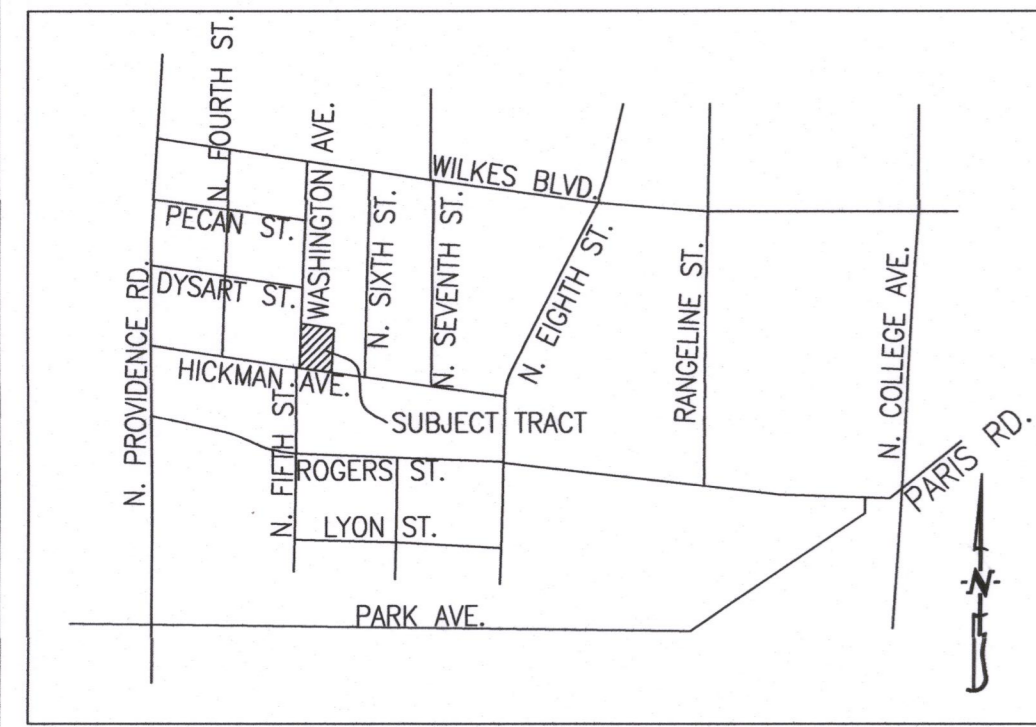 N. FOURTH ST.
WASHINGTON AVE.
WILKES BLVD.
PECAN ST.
N. SIXTH ST.
N. SEVENTH ST.
N. EIGHTH ST.
DYSART ST.
N. PROVIDENCE RD.
RANGELINE ST.
N. COLLEGE AVE.
HICKMAN AVE.
SUBJECT TRACT
PARIS RD.
N. FIFTH ST.
ROGERS ST.
LYON ST.
N
PARK AVE.